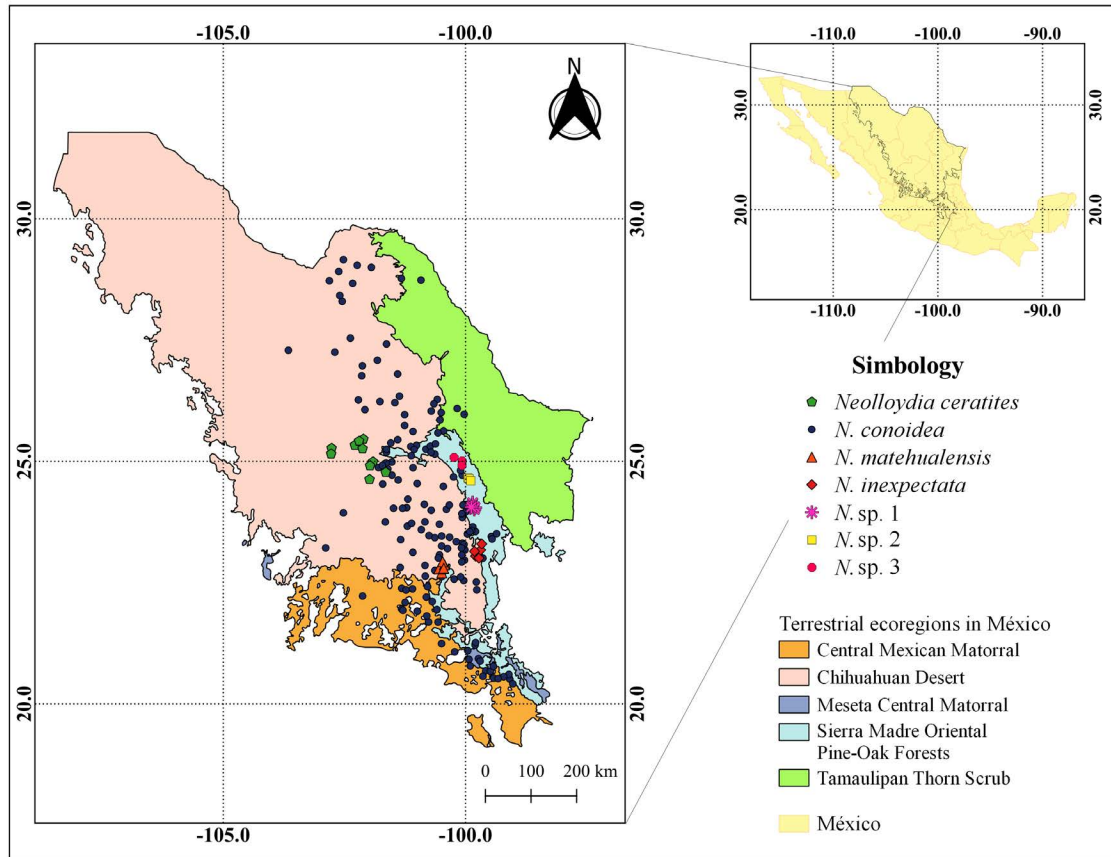 -105.0
-100.0
N
30.0
30.0
25.0
25.0
20.0
20.0
0 100 200 km
-105.0
-100.0
-110.0
-100.0
-90.0
30.0
30.0
20.0
20.0
-110.0
-100.0
-90.0
Simbology
Neolloydia ceratites
N. conoidea
N. matehualensis
N. inexpectata
N. sp. 1
N. sp. 2
N. sp. 3
Terrestrial ecoregions in México
Central Mexican Matorral
Chihuahuan Desert
Meseta Central Matorral
Sierra Madre Oriental
Pine-Oak Forests
Tamaulipan Thorn Scrub
México